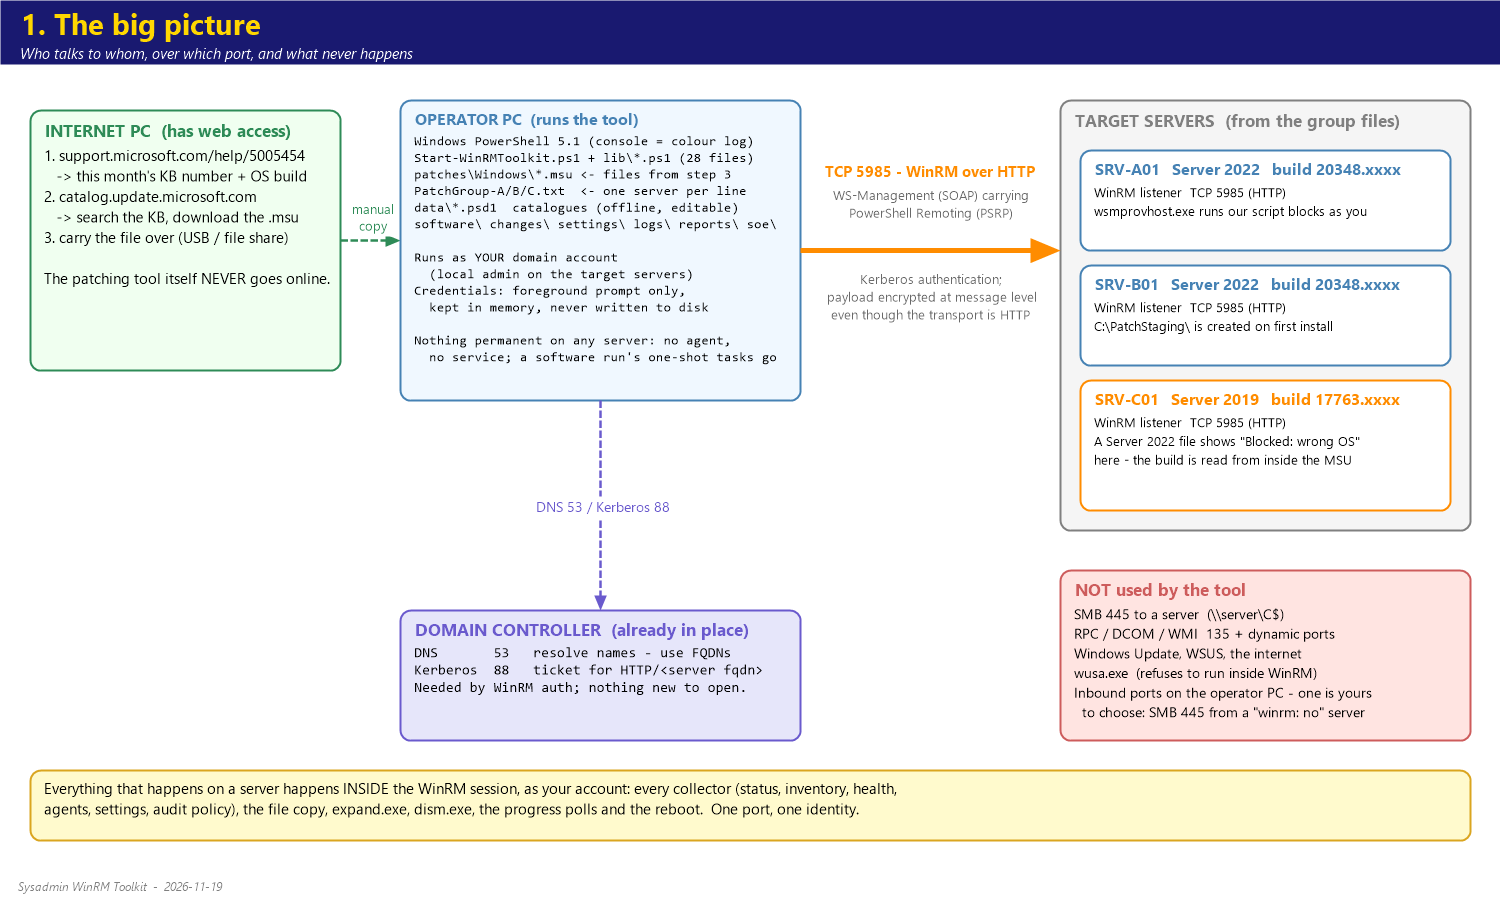 1. The big picture
Who talks to whom, over which port, and what never happens
INTERNET PC  (has web access)
1. support.microsoft.com/help/5005454
-> this month's KB number + OS build
2. catalog.update.microsoft.com
-> search the KB, download the .msu
3. carry the file over (USB / file share)
The patching tool itself NEVER goes online.
manual
copy
OPERATOR PC  (runs the tool)
Windows PowerShell 5.1 (console = colour log)
Start-WinRMToolkit.ps1 + lib\*.ps1 (28 files)
patches\Windows\*.msu <- files from step 3
PatchGroup-A/B/C.txt  <- one server per line
data\*.psd1  catalogues (offline, editable)
software\ changes\ settings\ logs\ reports\ soe\
Runs as YOUR domain account
(local admin on the target servers)
Credentials: foreground prompt only,
kept in memory, never written to disk
Nothing permanent on any server: no agent,
no service; a software run's one-shot tasks go
TCP 5985 - WinRM over HTTP
WS-Management (SOAP) carrying
PowerShell Remoting (PSRP)
Kerberos authentication;
payload encrypted at message level
even though the transport is HTTP
TARGET SERVERS  (from the group files)
SRV-A01   Server 2022   build 20348.xxxx
WinRM listener  TCP 5985 (HTTP)
wsmprovhost.exe runs our script blocks as you
SRV-B01   Server 2022   build 20348.xxxx
WinRM listener  TCP 5985 (HTTP)
C:\PatchStaging\ is created on first install
SRV-C01   Server 2019   build 17763.xxxx
WinRM listener  TCP 5985 (HTTP)
A Server 2022 file shows "Blocked: wrong OS"
here - the build is read from inside the MSU
DNS 53 / Kerberos 88
DOMAIN CONTROLLER  (already in place)
DNS       53   resolve names - use FQDNs
Kerberos  88   ticket for HTTP/<server fqdn>
Needed by WinRM auth; nothing new to open.
NOT used by the tool
SMB 445 to a server  (\\server\C$)
RPC / DCOM / WMI  135 + dynamic ports
Windows Update, WSUS, the internet
wusa.exe  (refuses to run inside WinRM)
Inbound ports on the operator PC - one is yours
to choose: SMB 445 from a "winrm: no" server
Everything that happens on a server happens INSIDE the WinRM session, as your account: every collector (status, inventory, health,
agents, settings, audit policy), the file copy, expand.exe, dism.exe, the progress polls and the reboot.  One port, one identity.
Sysadmin WinRM Toolkit  -  2026-11-19